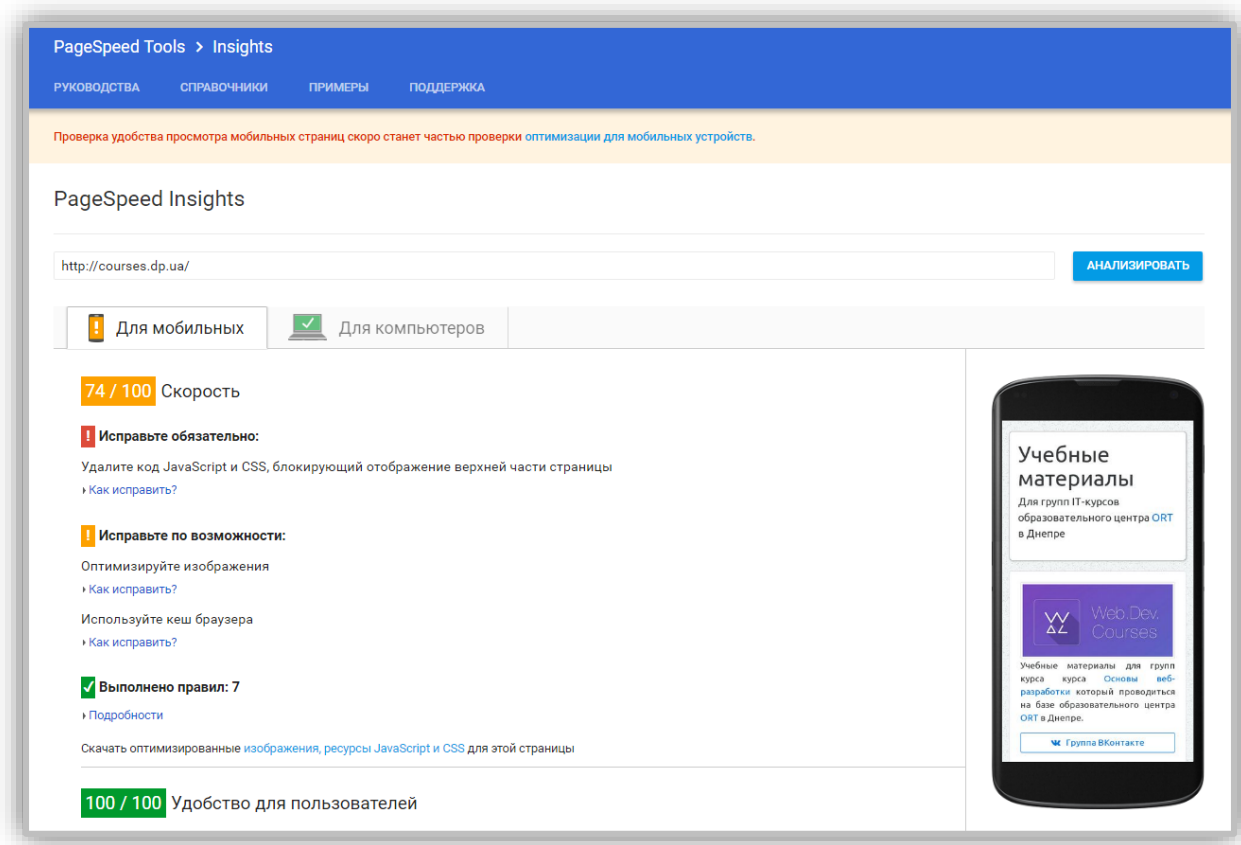 PageSpeed Tools > Insights
РУКОВОДСТВА СПРАВОЧНИКИ ПРИМЕРЫ ПОДДЕРЖКА
Проверка удобства просмотра мобильных страниц скоро станет частью проверки оптимизации для мобильных устройств.
PageSpeed Insights
http://courses.dp.ua/
АНАЛИЗИРОВАТЬ
Для мобильных
Для компьютеров
74 / 100 Скорость
! Исправьте обязательно:
Удалите код JavaScript и CSS, блокирующий отображение верхней части страницы
Как исправить?
! Исправьте по возможности:
Оптимизируйте изображения
Как исправить?
Используйте кеш браузера
Как исправить?
Выполнено правил: 7
Подробности
Скачать оптимизированные изображения, ресурсы JavaScript и CSS для этой страницы
100 / 100 Удобство для пользователей
Учебные
материалы
Для групп IT-курсов
образовательного центра ORT
в Днепре
Web.Dev.
Courses
Учебные материалы для групп
курса курса Основы веб-
разработки который проводиться
на базе образовательного центра
ORT в Днепре.
Группа ВКонтакте